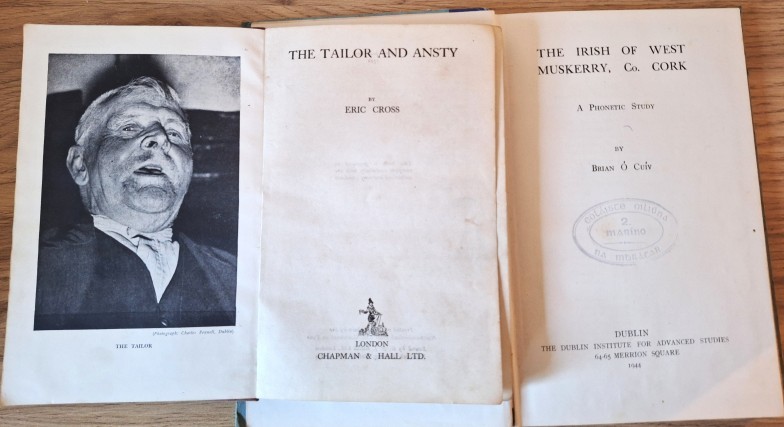 (Photograph: Charles Fennell, Dublin)
THE TAILOR
THE TAILOR AND ANSTY
BY
ERIC CROSS
LONDON
CHAPMAN & HALL LTD.
THE IRISH OF WEST
MUSKERRY, Co. CORK
A PHONETIC STUDY
BY
BRIAN Ó CUÍV
2
DUBLIN
THE DUBLIN INSTITUTE FOR ADVANCED STUDIES
64-65 MERRION SQUARE
1944